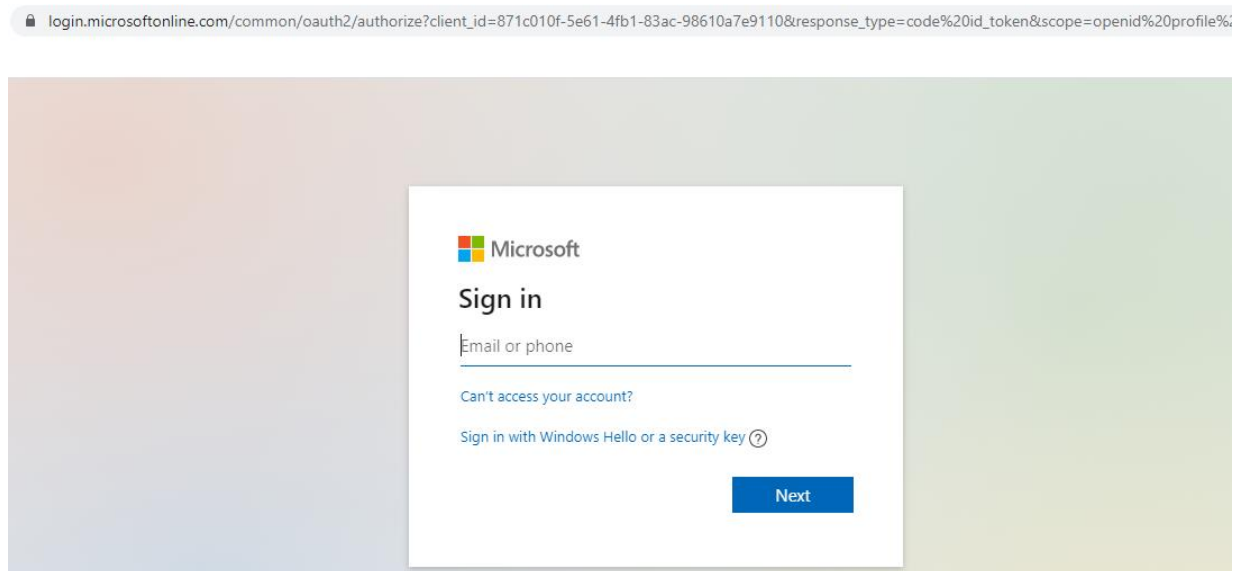 login.microsoftonline.com/common/oauth2/authorize?client_id=871c010f-5e61-4fb1-83ac-98610a7e9110&response_type=code%20id_token&scope=openid%20profile%2
Microsoft
Sign in
Email or phone
Can't access your account?
Sign in with Windows Hello or a security key ?
Next